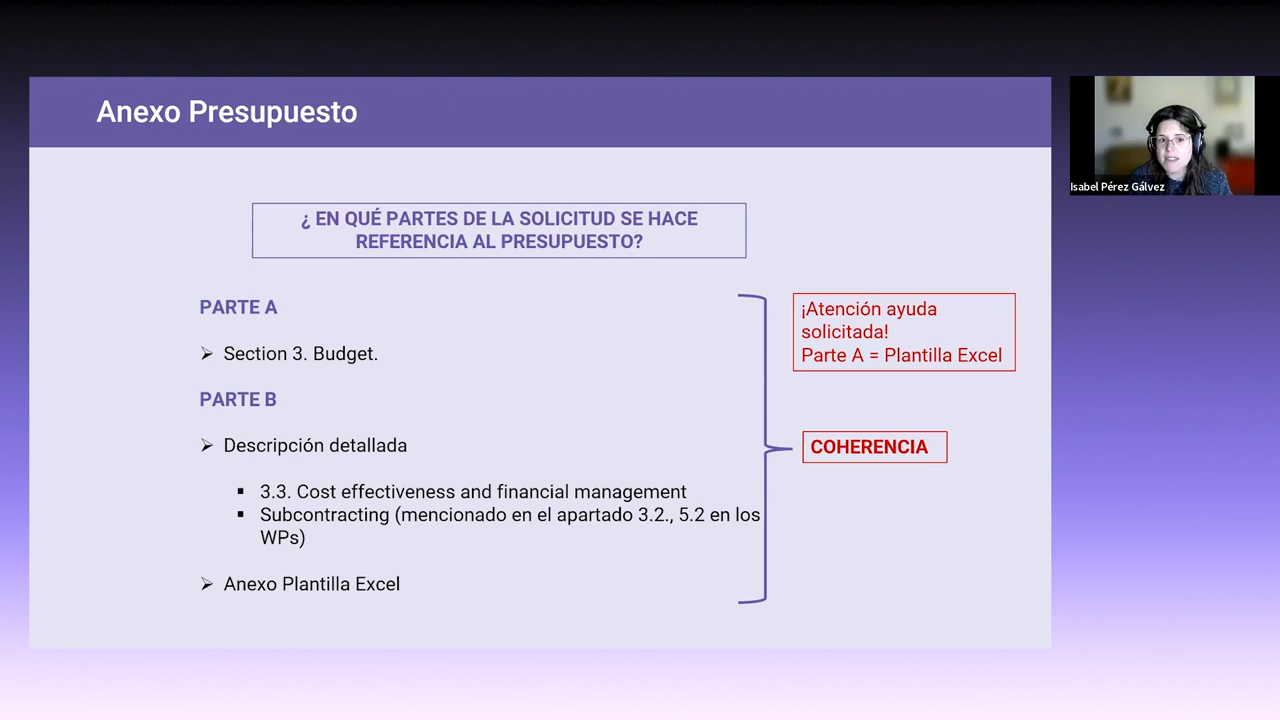 Anexo Presupuesto
¿ EN QUÉ PARTES DE LA SOLICITUD SE HACE
REFERENCIA AL PRESUPUESTO?
PARTE A
➢ Section 3. Budget.
PARTE B
➢ Descripción detallada
▪ 3.3. Cost effectiveness and financial management
▪ Subcontracting (mencionado en el apartado 3.2., 5.2 en los
WPs)
➢ Anexo Plantilla Excel
¡Atención ayuda
solicitada!
Parte A = Plantilla Excel
COHERENCIA
Isabel Pérez Gálvez